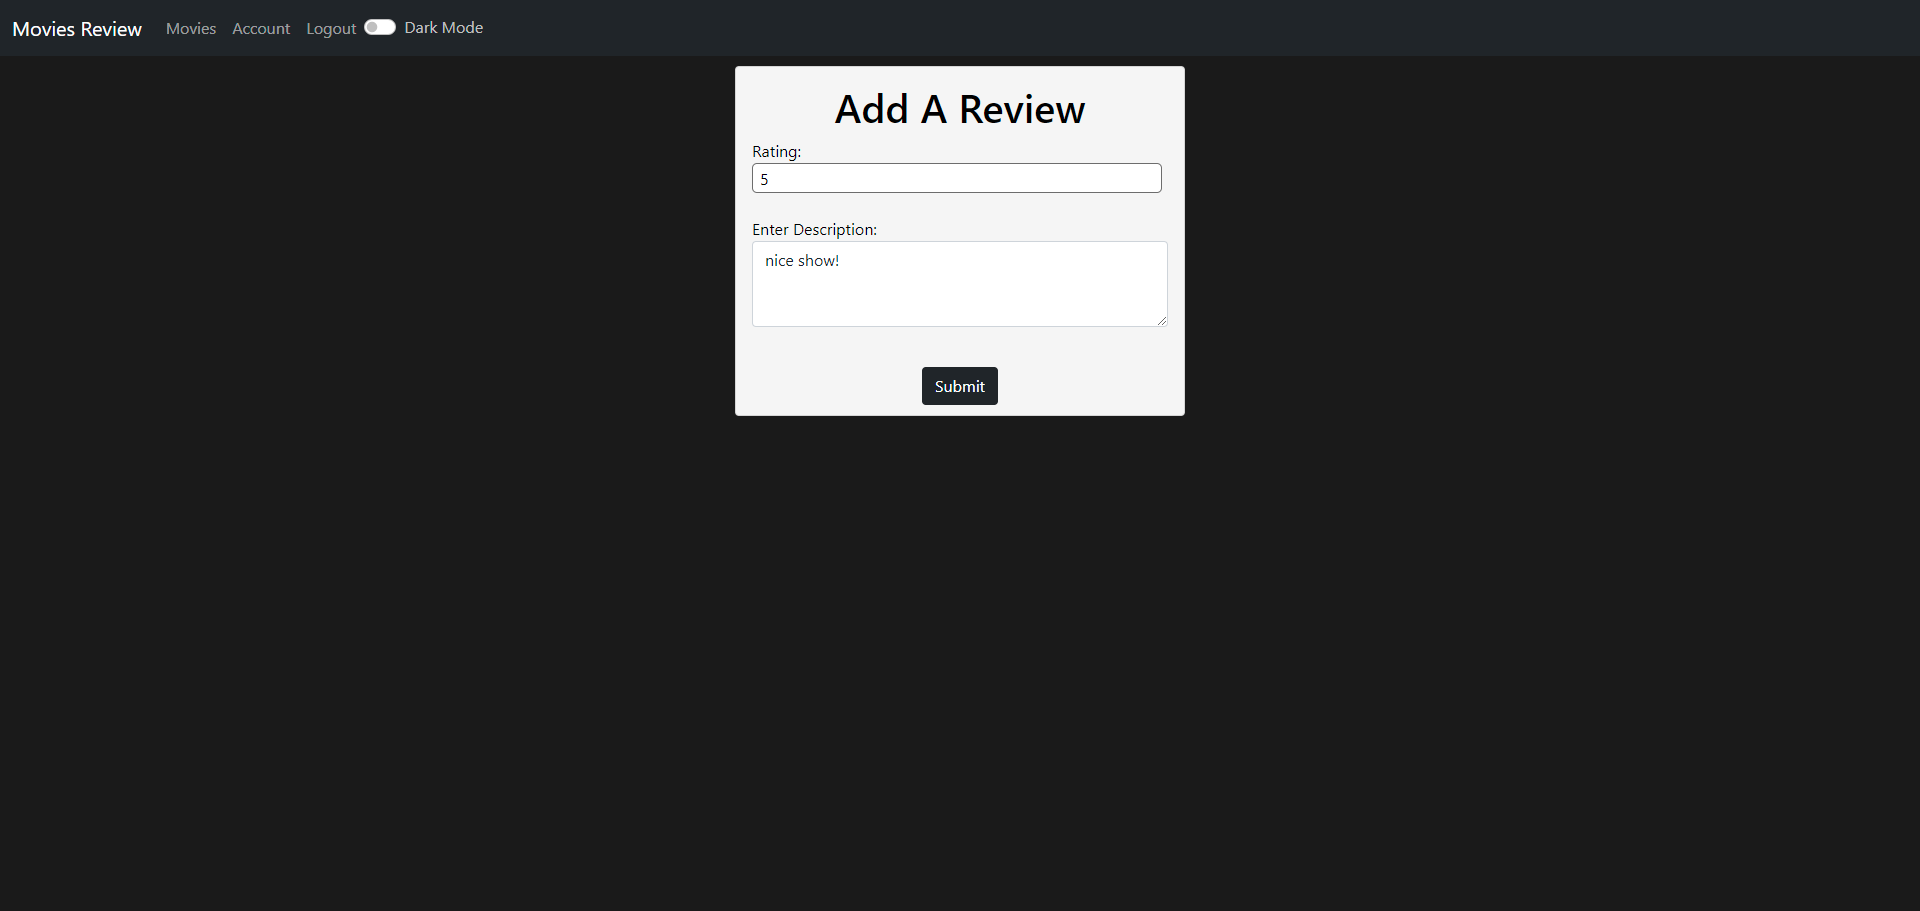 Movies Review Movies Account Logout Dark Mode
Add A Review
Rating:
5
Enter Description:
nice show!
Submit